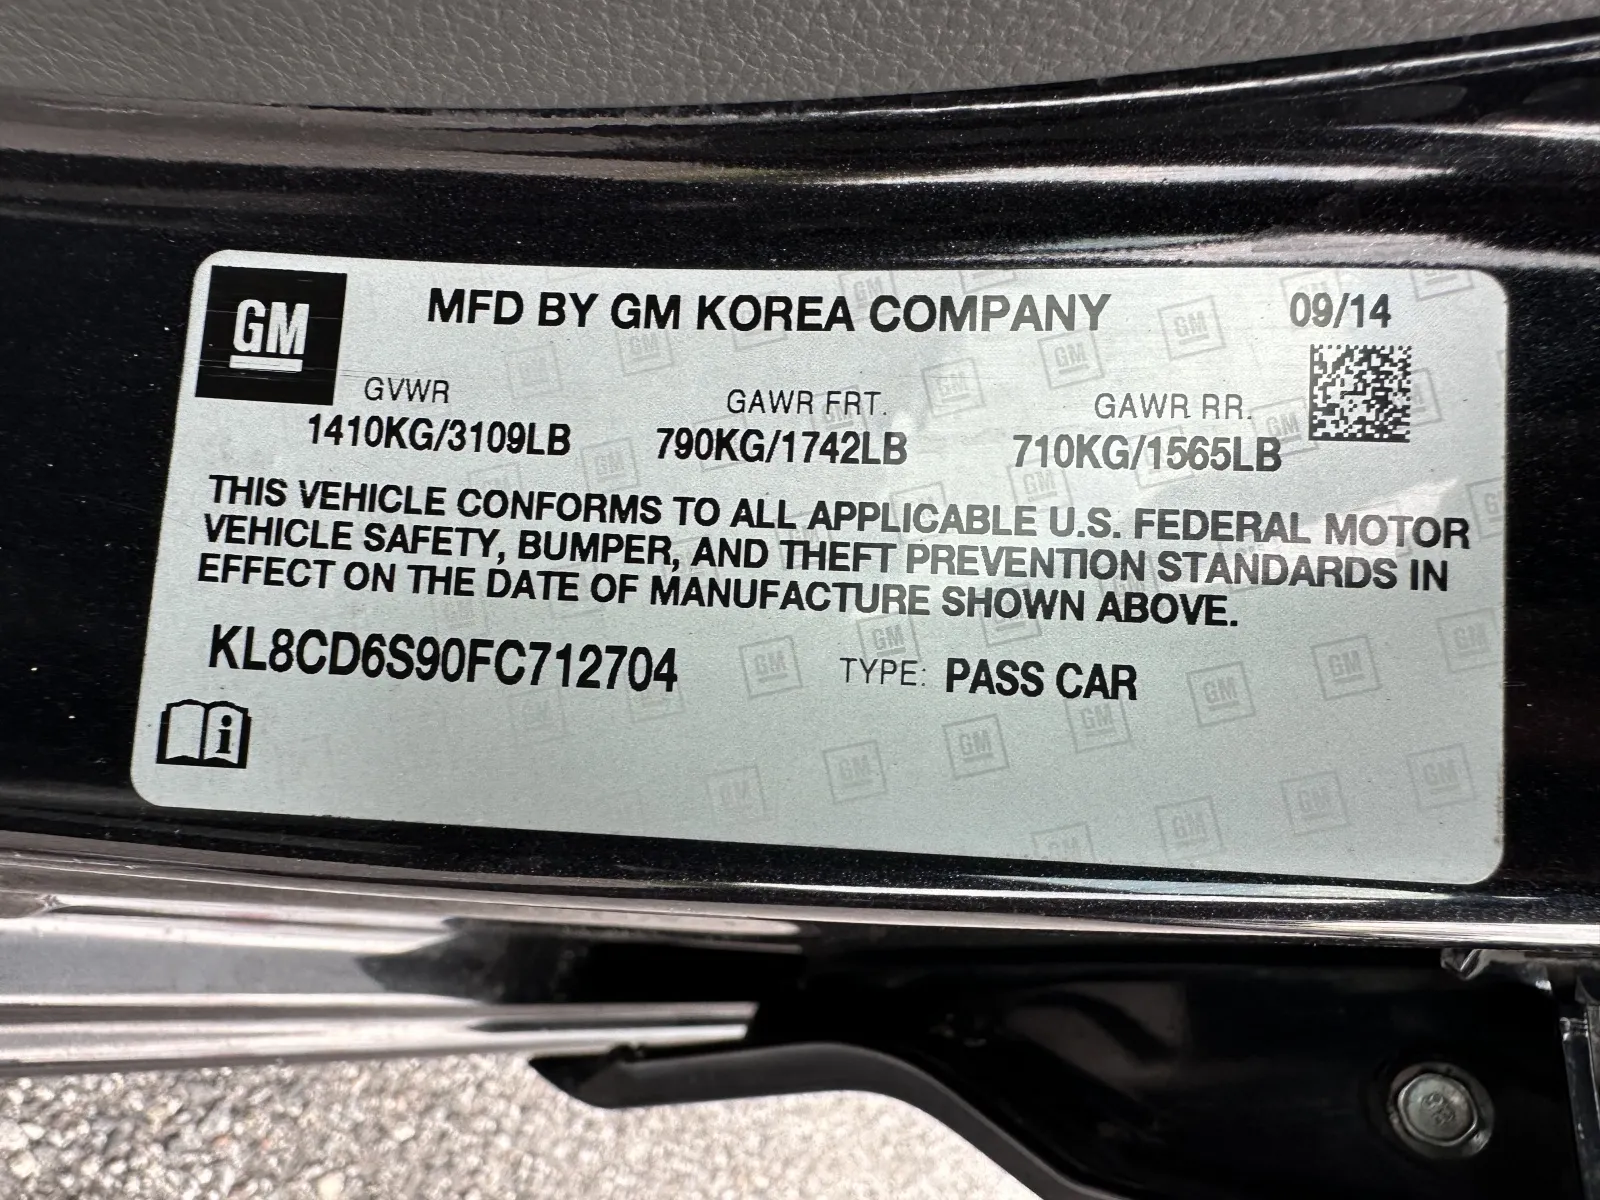 GM
MFD BY GM KOREA COMPANY 09/14
GVWR GAWR FRT. GAWR RR.
1410KG/3109LB 790KG/1742LB 710KG/1565LB
THIS VEHICLE CONFORMS TO ALL APPLICABLE U.S. FEDERAL MOTOR
VEHICLE SAFETY, BUMPER, AND THEFT PREVENTION STANDARDS IN
EFFECT ON THE DATE OF MANUFACTURE SHOWN ABOVE.
KL8CD6S90FC712704 TYPE: PASS CAR
i